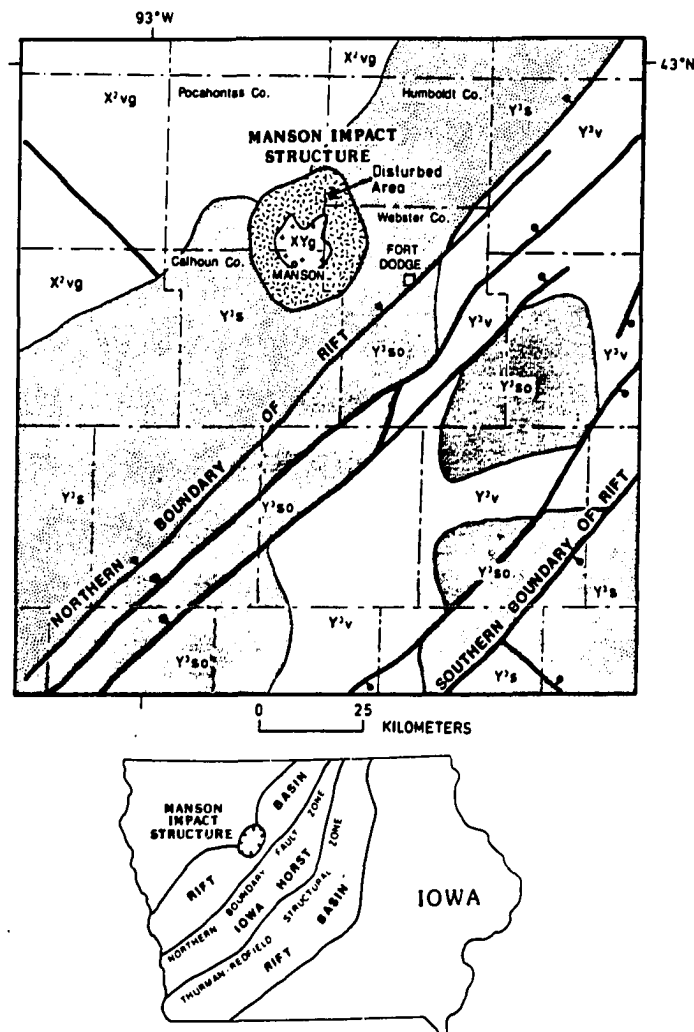 93°W
43°N
X²vg
X²vg
Pocahontas Co.
Humboldt Co.
Y³s
Y³v
MANSON IMPACT
STRUCTURE
Disturbed
Area
Webster Co.
XYg
MANSON
FORT
DODGE
Calhoun Co.
X²vg
Y³s
Y³v
Y³v
Y³so
Y³so
Y³s
Y³v
Y³so
Y³so
Y³s
Y³v
Y³so
Y³s
NORTHERN BOUNDARY OF RIFT
SOUTHERN BOUNDARY OF RIFT
0 25
KILOMETERS
MANSON
IMPACT
STRUCTURE
BASIN
RIFT
NORTHERN BOUNDARY FAULT ZONE
IOWA HORST
THURMAN-REDFIELD STRUCTURAL ZONE
RIFT BASIN
IOWA